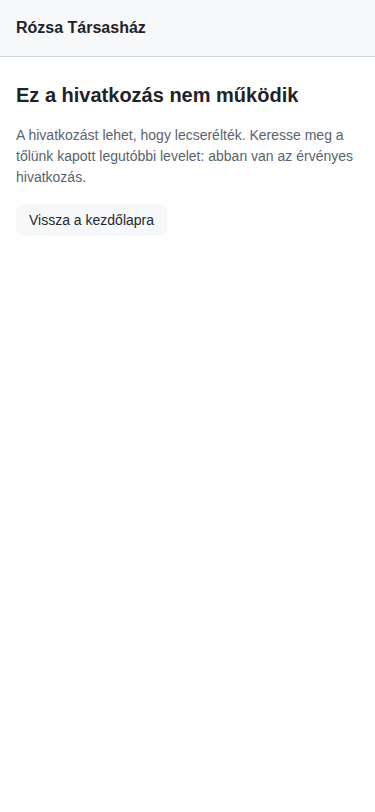 Rózsa Társasház
Ez a hivatkozás nem működik
A hivatkozást lehet, hogy lecserélték. Keresse meg a
tőlünk kapott legutóbbi levelet: abban van az érvényes
hivatkozás.
Vissza a kezdőlapra